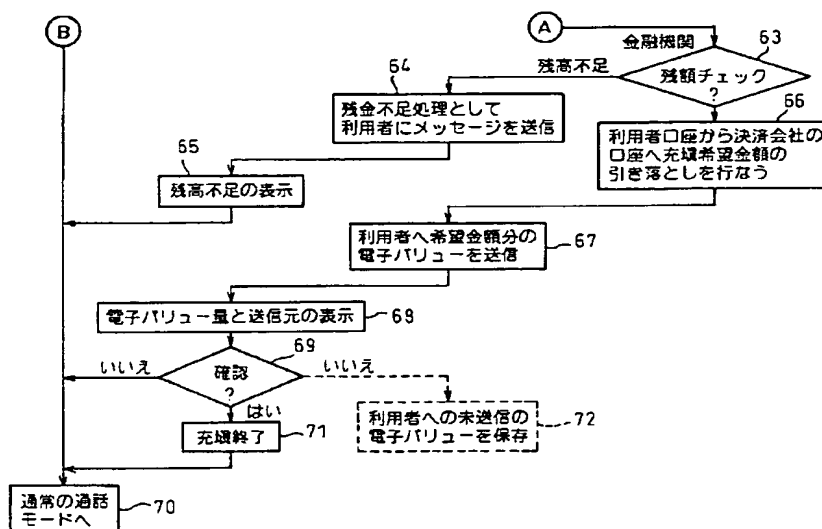 B
A
金融機関
63
残高不足
残額チェック
?
64
残金不足処理として
利用者にメッセージを送信
66
利用者口座から決済会社の
口座へ充填希望金額の
引き落としを行なう
65
残高不足の表示
利用者へ希望金額分の
電子バリューを送信
67
電子バリュー量と送信元の表示
68
69
いいえ
確認
?
いいえ
はい
充填終了
71
利用者への未送信の
電子バリューを保存
72
通常の通話
モードへ
70